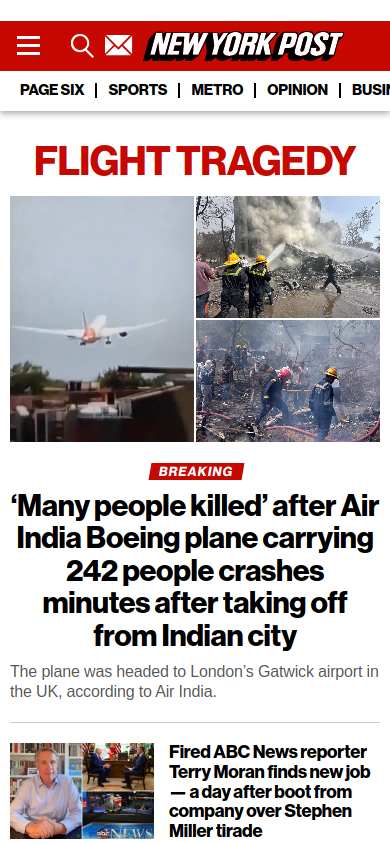 NEW YORK POST
PAGE SIX | SPORTS | METRO | OPINION | BUSIN
FLIGHT TRAGEDY
BREAKING
‘Many people killed’ after Air
India Boeing plane carrying
242 people crashes
minutes after taking off
from Indian city
The plane was headed to London’s Gatwick airport in
the UK, according to Air India.
Fired ABC News reporter
Terry Moran finds new job
— a day after boot from
company over Stephen
Miller tirade
abc NEWS